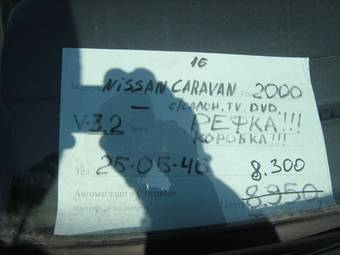 16
NISSAN CARAVAN 2000
— с/салон. TV. DVD.
V-3.2 РЕФКА!!!
КОРОБКА!!!
Тел 25-05-46 8.300
Автомагазин 8.950